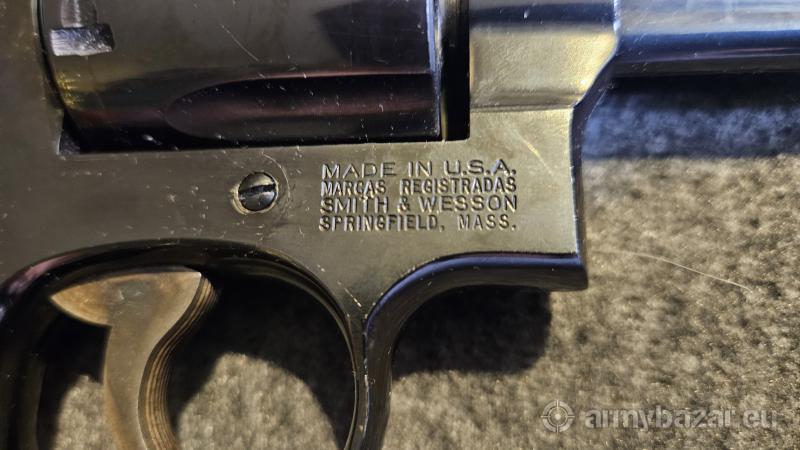 MADE IN U.S.A.
MARCAS REGISTRADAS
SMITH & WESSON
SPRINGFIELD, MASS.
armybazar.eu